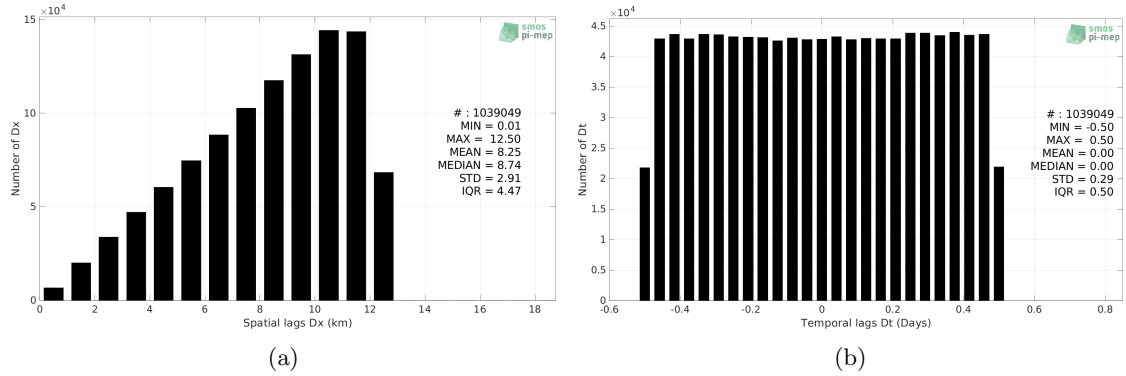 ×10⁴
15
10
5
0
Number of Dx
0 2 4 6 8 10 12 14 16 18
Spatial lags Dx (km)
smos
pi-mep
# : 1039049
MIN = 0.01
MAX = 12.50
MEAN = 8.25
MEDIAN = 8.74
STD = 2.91
IQR = 4.47
(a)
×10⁴
4.5
4
3.5
3
2.5
2
1.5
1
0.5
0
Number of Dt
-0.6 -0.4 -0.2 0 0.2 0.4 0.6 0.8
Temporal lags Dt (Days)
smos
pi-mep
# : 1039049
MIN = -0.50
MAX = 0.50
MEAN = 0.00
MEDIAN = 0.00
STD = 0.29
IQR = 0.50
(b)